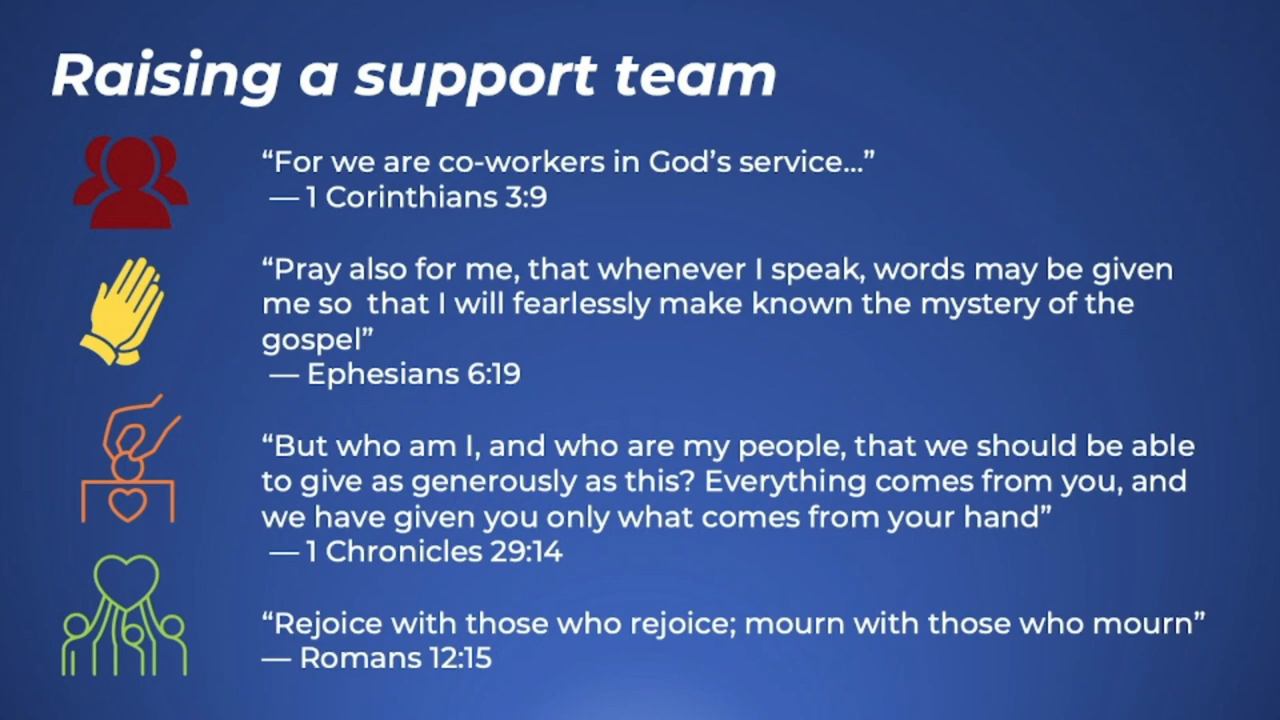 Raising a support team
“For we are co-workers in God’s service...”
— 1 Corinthians 3:9
“Pray also for me, that whenever I speak, words may be given
me so  that I will fearlessly make known the mystery of the
gospel”
— Ephesians 6:19
“But who am I, and who are my people, that we should be able
to give as generously as this? Everything comes from you, and
we have given you only what comes from your hand”
— 1 Chronicles 29:14
“Rejoice with those who rejoice; mourn with those who mourn”
— Romans 12:15